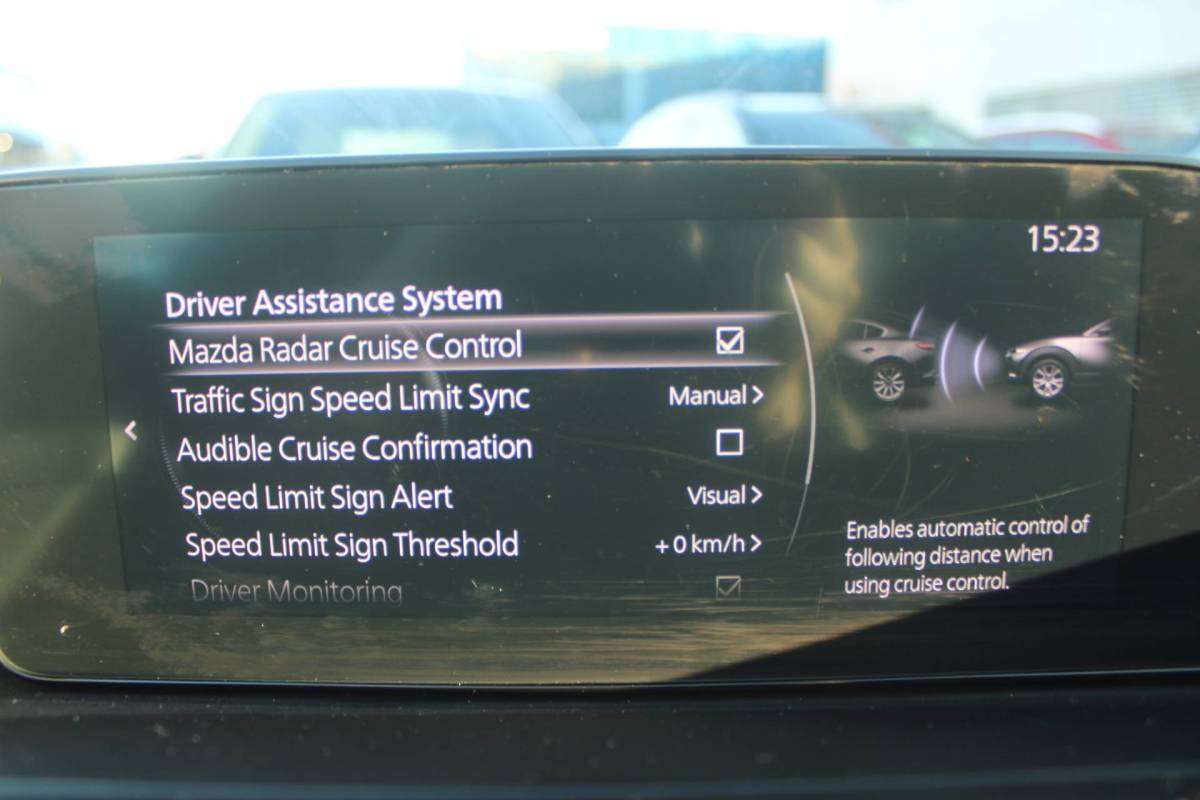 15:23
Driver Assistance System
Mazda Radar Cruise Control
Traffic Sign Speed Limit Sync Manual >
Audible Cruise Confirmation
Speed Limit Sign Alert Visual >
Speed Limit Sign Threshold +0 km/h >
Driver Monitoring
Enables automatic control of
following distance when
using cruise control.